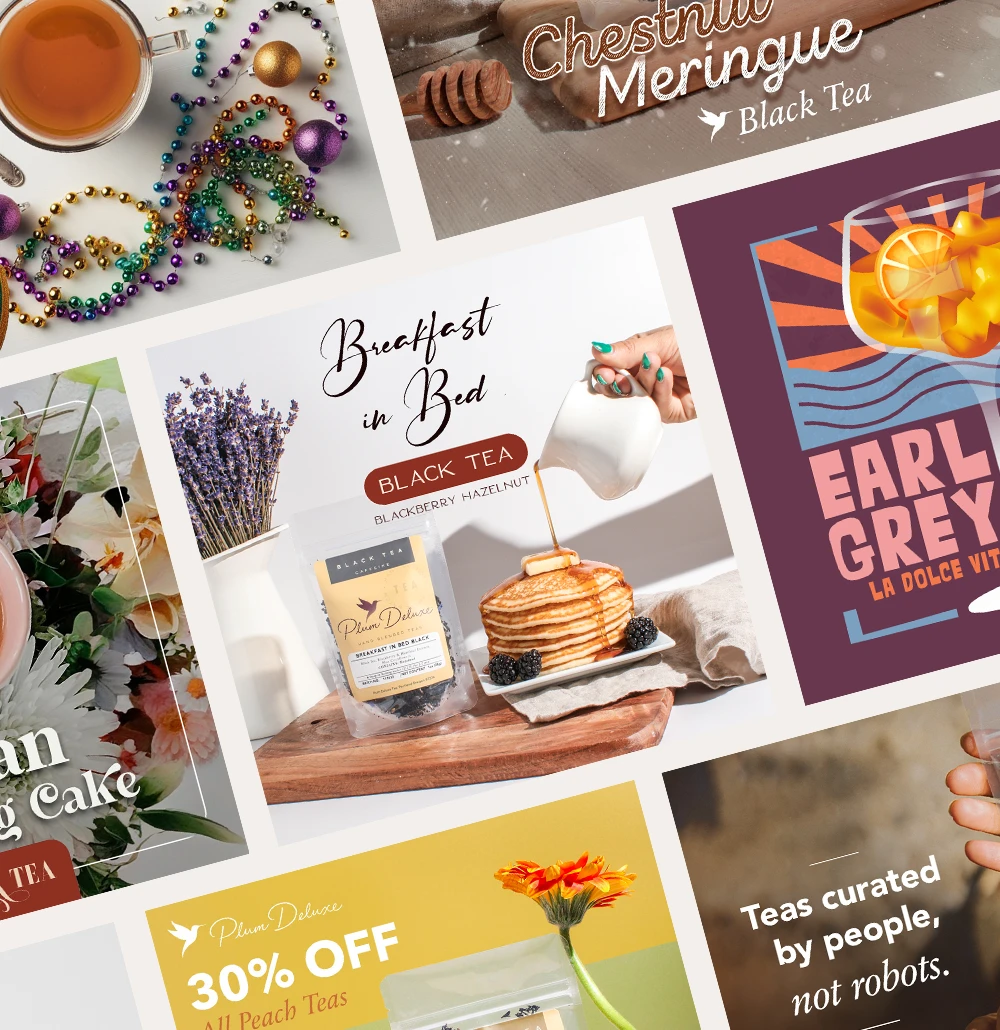 Chestnut
Meringue
Black Tea
Breakfast
in Bed
BLACK TEA
BLACKBERRY HAZELNUT
BLACK TEA
CAFFEINE
TEA
Plum Deluxe
HAND BLENDED TEAS
BREAKFAST IN BED BLACK
EARL
GREY
LA DOLCE VIT
an
g Cake
TEA
Plum Deluxe
30% OFF
All Peach Teas
Teas curated
by people,
not robots.